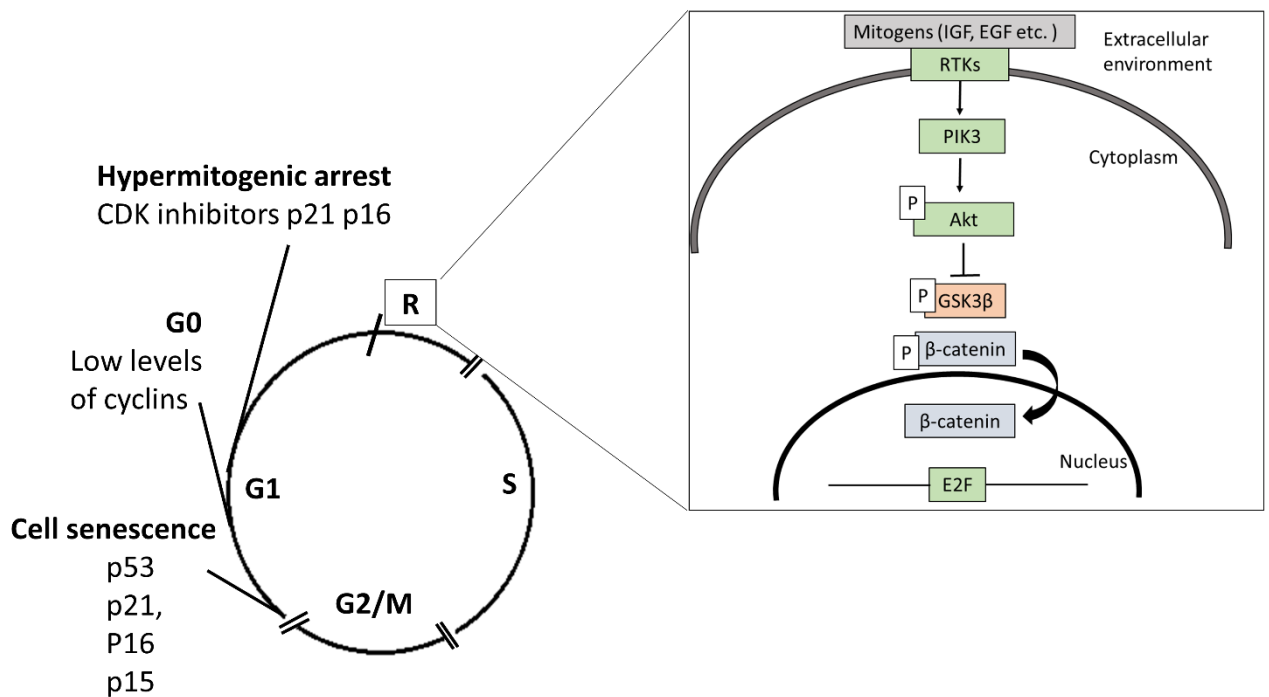 Hypermitogenic arrest
CDK inhibitors p21 p16
G0
Low levels
of cyclins
Cell senescence
p53
p21,
P16
p15
R
G1
S
G2/M
Mitogens (IGF, EGF etc. )
RTKs
Extracellular
environment
PIK3
Cytoplasm
P
Akt
P
GSK3β
P
β-catenin
β-catenin
Nucleus
E2F